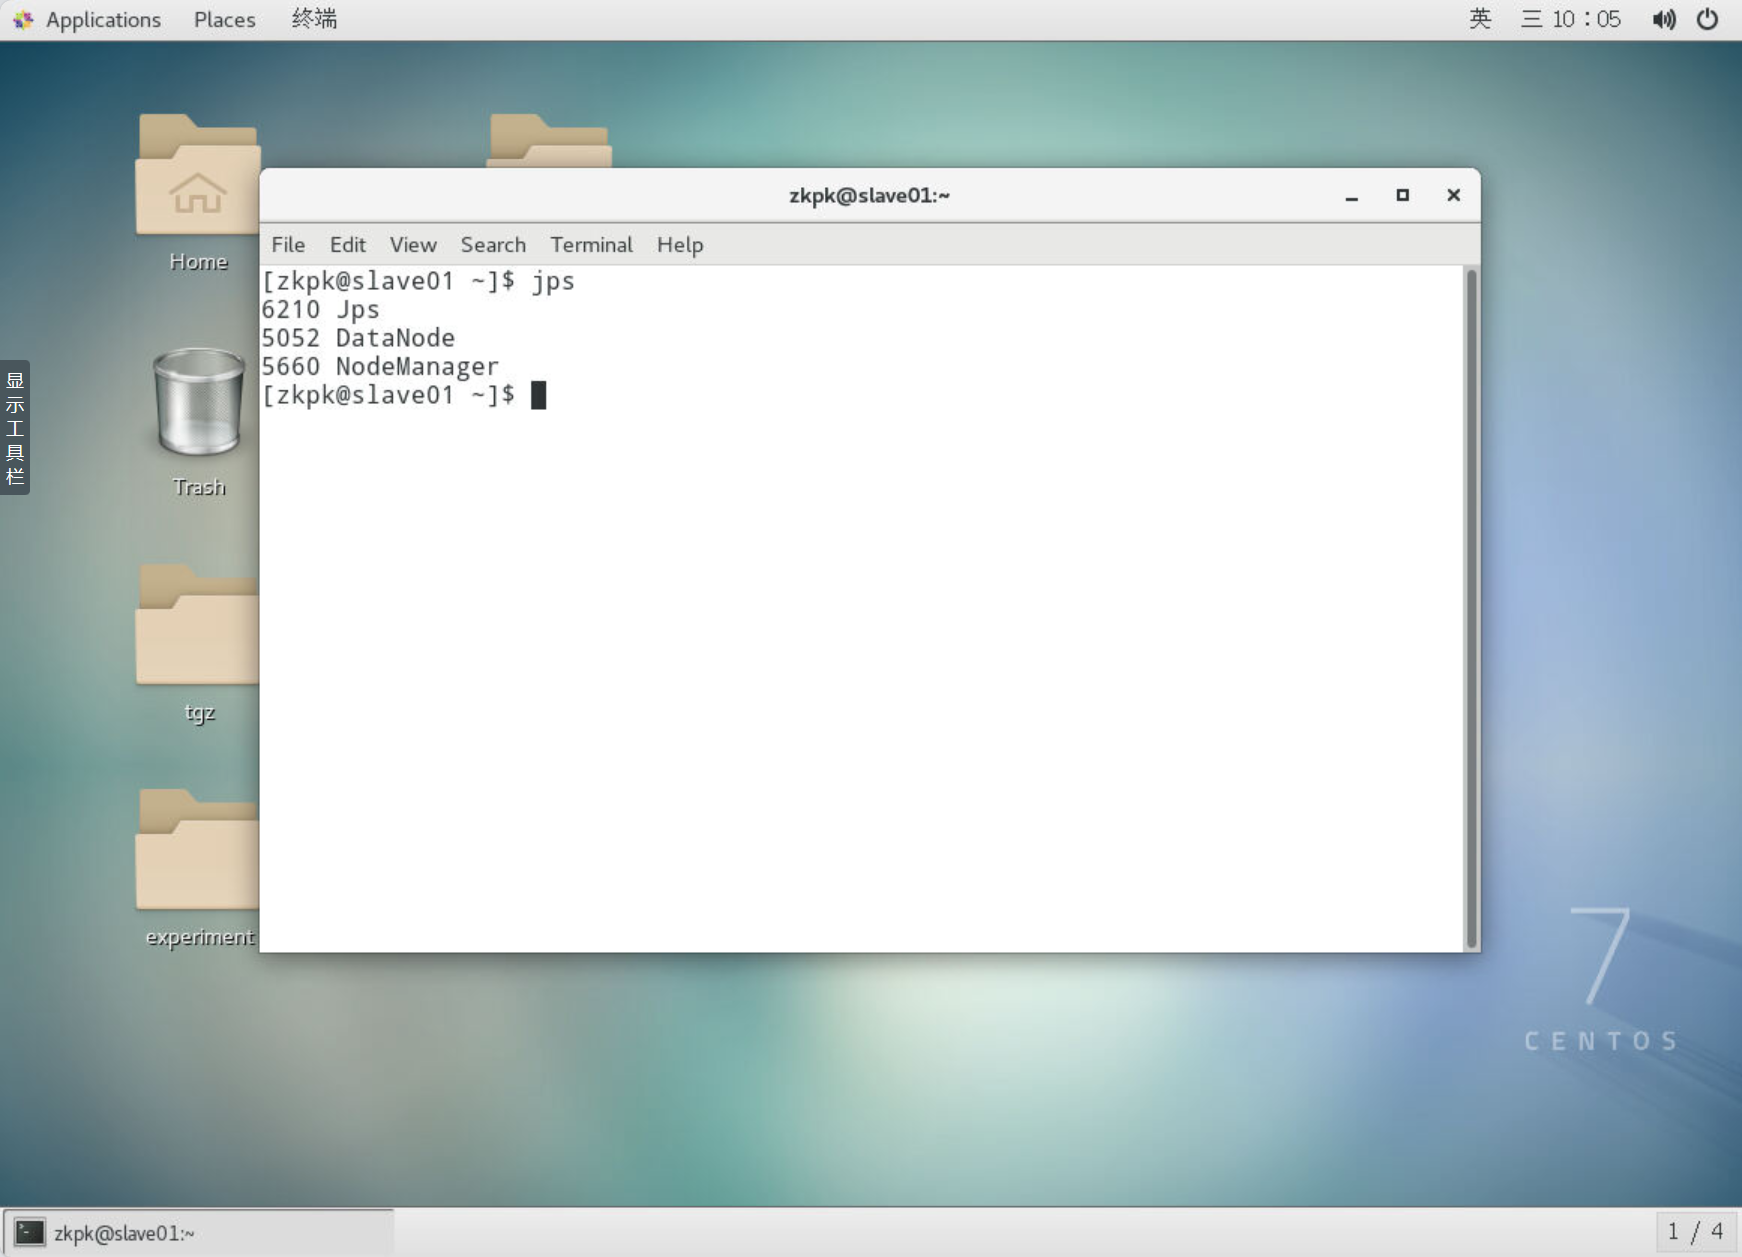 Applications Places 终端 英 三 10：05
Home
Trash
tgz
experiment
显示工具栏
zkpk@slave01:~
File Edit View Search Terminal Help
[zkpk@slave01 ~]$ jps
6210 Jps
5052 DataNode
5660 NodeManager
[zkpk@slave01 ~]$
7
CENTOS
zkpk@slave01:~ 1 / 4